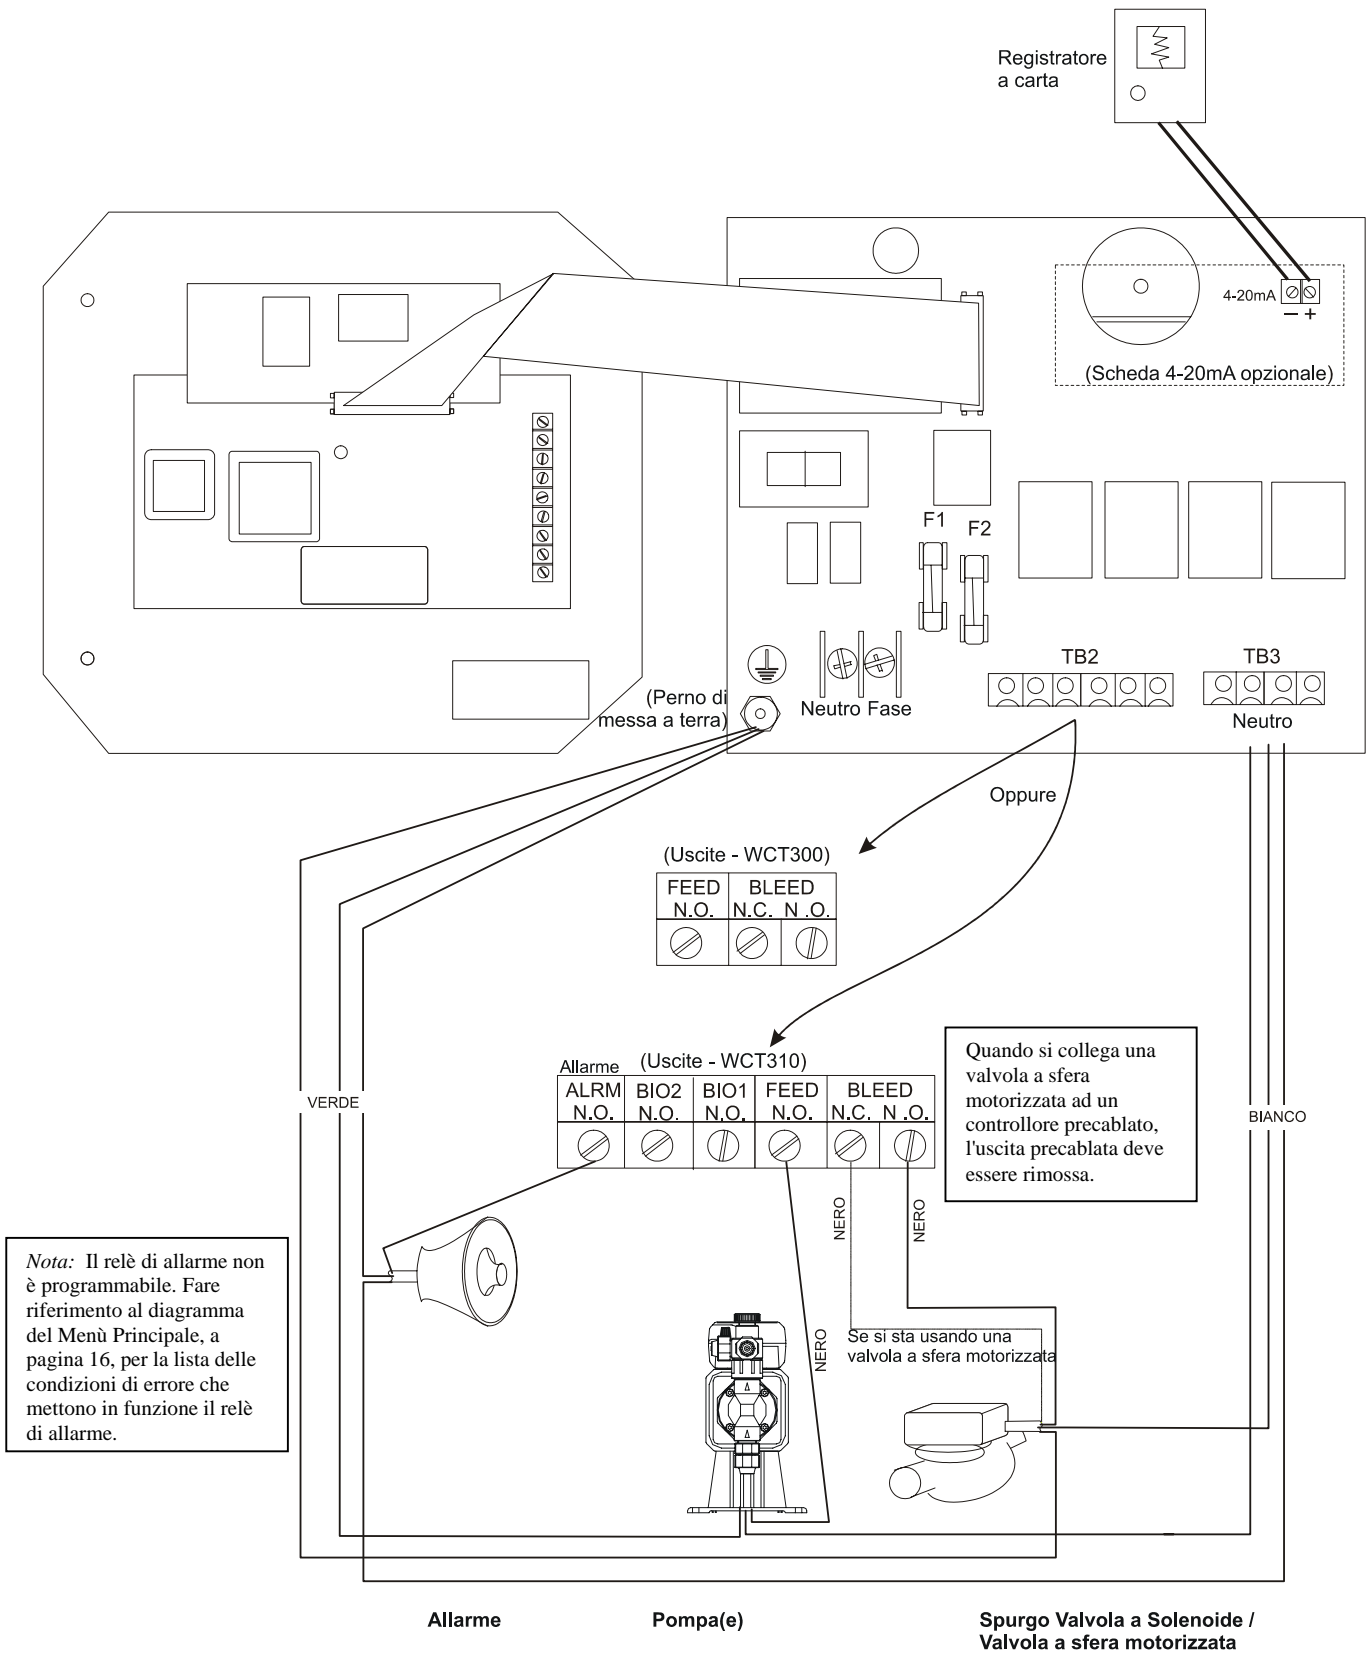 Registratore
a carta
4-20mA
– +
(Scheda 4-20mA opzionale)
F1
F2
TB2
TB3
(Perno di
messa a terra)
Neutro Fase
Neutro
Oppure
(Uscite - WCT300)
FEED BLEED
N.O. N.C. N .O.
Allarme (Uscite - WCT310)
ALRM BIO2 BIO1 FEED BLEED
N.O. N.O. N.O. N.O. N.C. N .O.
Quando si collega una
valvola a sfera
motorizzata ad un
controllore precablato,
l'uscita precablata deve
essere rimossa.
VERDE
BIANCO
NERO
NERO
NERO
Nota: Il relè di allarme non
è programmabile. Fare
riferimento al diagramma
del Menù Principale, a
pagina 16, per la lista delle
condizioni di errore che
mettono in funzione il relè
di allarme.
Se si sta usando una
valvola a sfera motorizzata
Allarme
Pompa(e)
Spurgo Valvola a Solenoide /
Valvola a sfera motorizzata